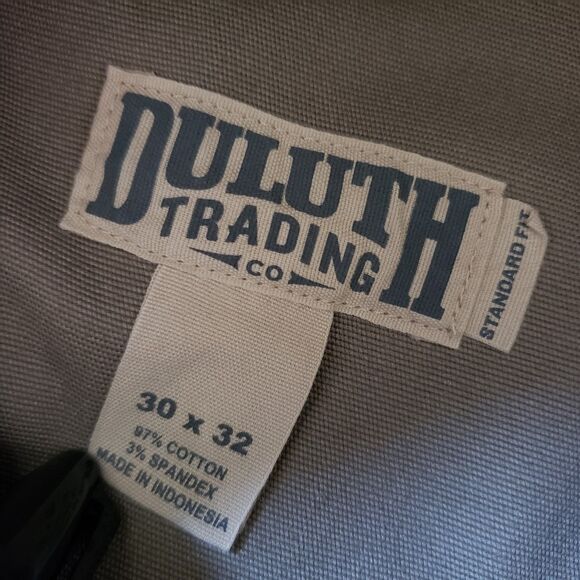 DULUTH
TRADING
CO
STANDARD FIT
30 x 32
97% COTTON
3% SPANDEX
MADE IN INDONESIA